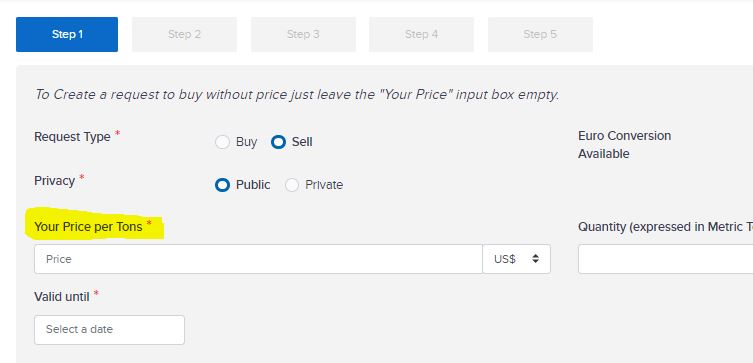 Step 1 Step 2 Step 3 Step 4 Step 5
To Create a request to buy without price just leave the "Your Price" input box empty.
Request Type * Buy Sell Euro Conversion
Available
Privacy * Public Private
Your Price per Tons * Quantity (expressed in Metric T
Price US$
Valid until *
Select a date